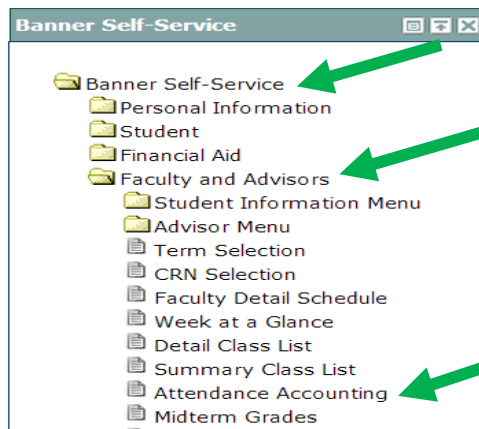 Banner Self-Service
Banner Self-Service
Personal Information
Student
Financial Aid
Faculty and Advisors
Student Information Menu
Advisor Menu
Term Selection
CRN Selection
Faculty Detail Schedule
Week at a Glance
Detail Class List
Summary Class List
Attendance Accounting
Midterm Grades